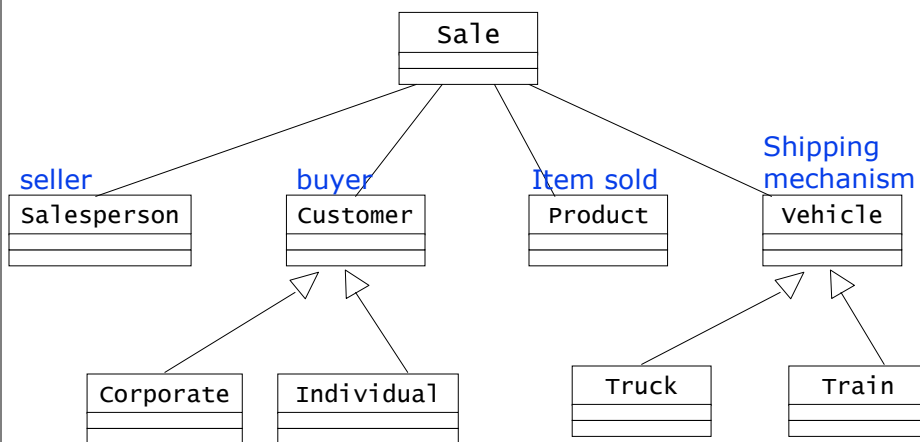 Sale
Shipping
seller buyer Item sold mechanism
Salesperson Customer Product Vehicle
Corporate Individual Truck Train